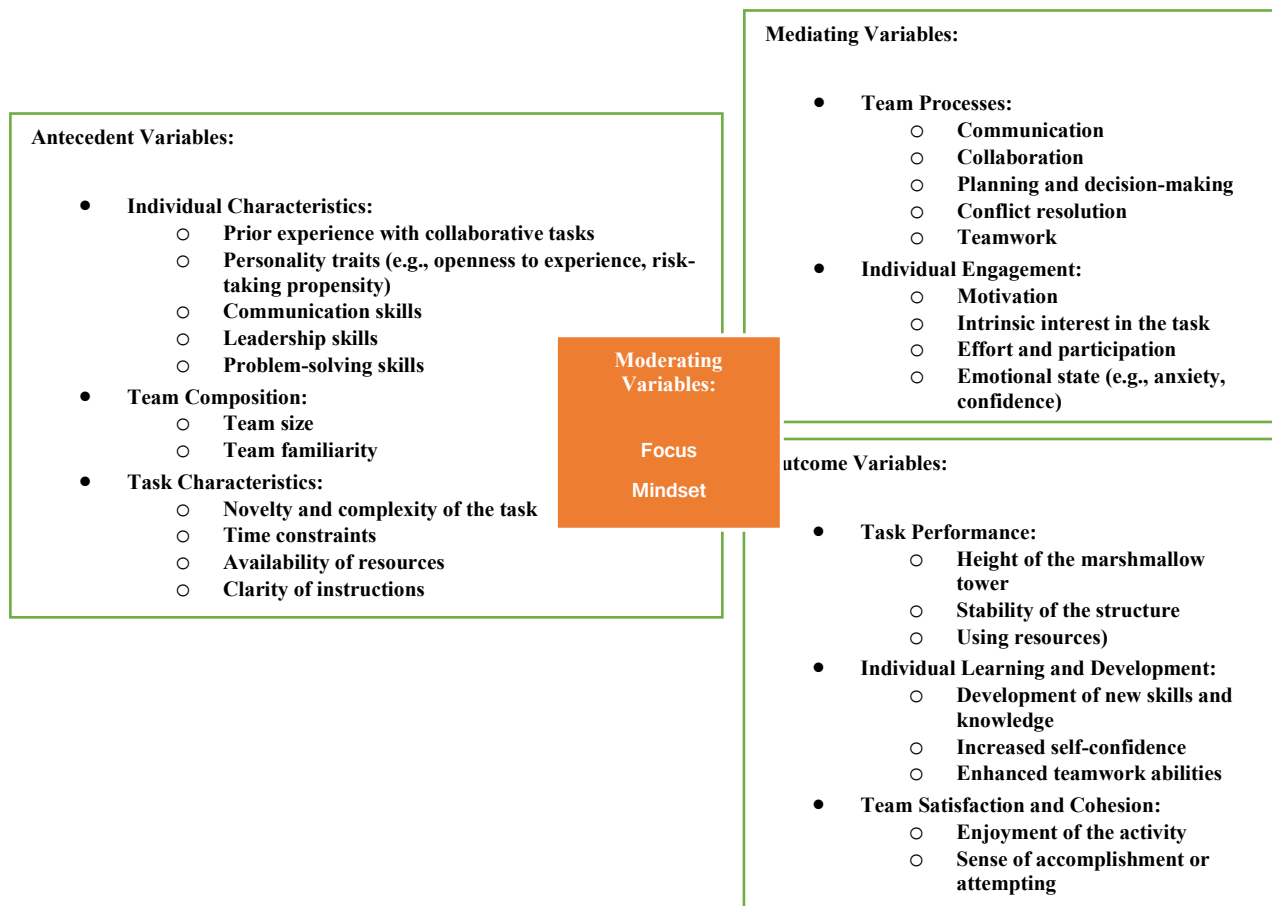 Antecedent Variables:
• Individual Characteristics:
o Prior experience with collaborative tasks
o Personality traits (e.g., openness to experience, risk-
taking propensity)
o Communication skills
o Leadership skills
o Problem-solving skills
• Team Composition:
o Team size
o Team familiarity
• Task Characteristics:
o Novelty and complexity of the task
o Time constraints
o Availability of resources
o Clarity of instructions
Moderating
Variables:
Focus
Mindset
Mediating Variables:
• Team Processes:
o Communication
o Collaboration
o Planning and decision-making
o Conflict resolution
o Teamwork
• Individual Engagement:
o Motivation
o Intrinsic interest in the task
o Effort and participation
o Emotional state (e.g., anxiety,
confidence)
utcome Variables:
• Task Performance:
o Height of the marshmallow
tower
o Stability of the structure
o Using resources)
• Individual Learning and Development:
o Development of new skills and
knowledge
o Increased self-confidence
o Enhanced teamwork abilities
• Team Satisfaction and Cohesion:
o Enjoyment of the activity
o Sense of accomplishment or
attempting